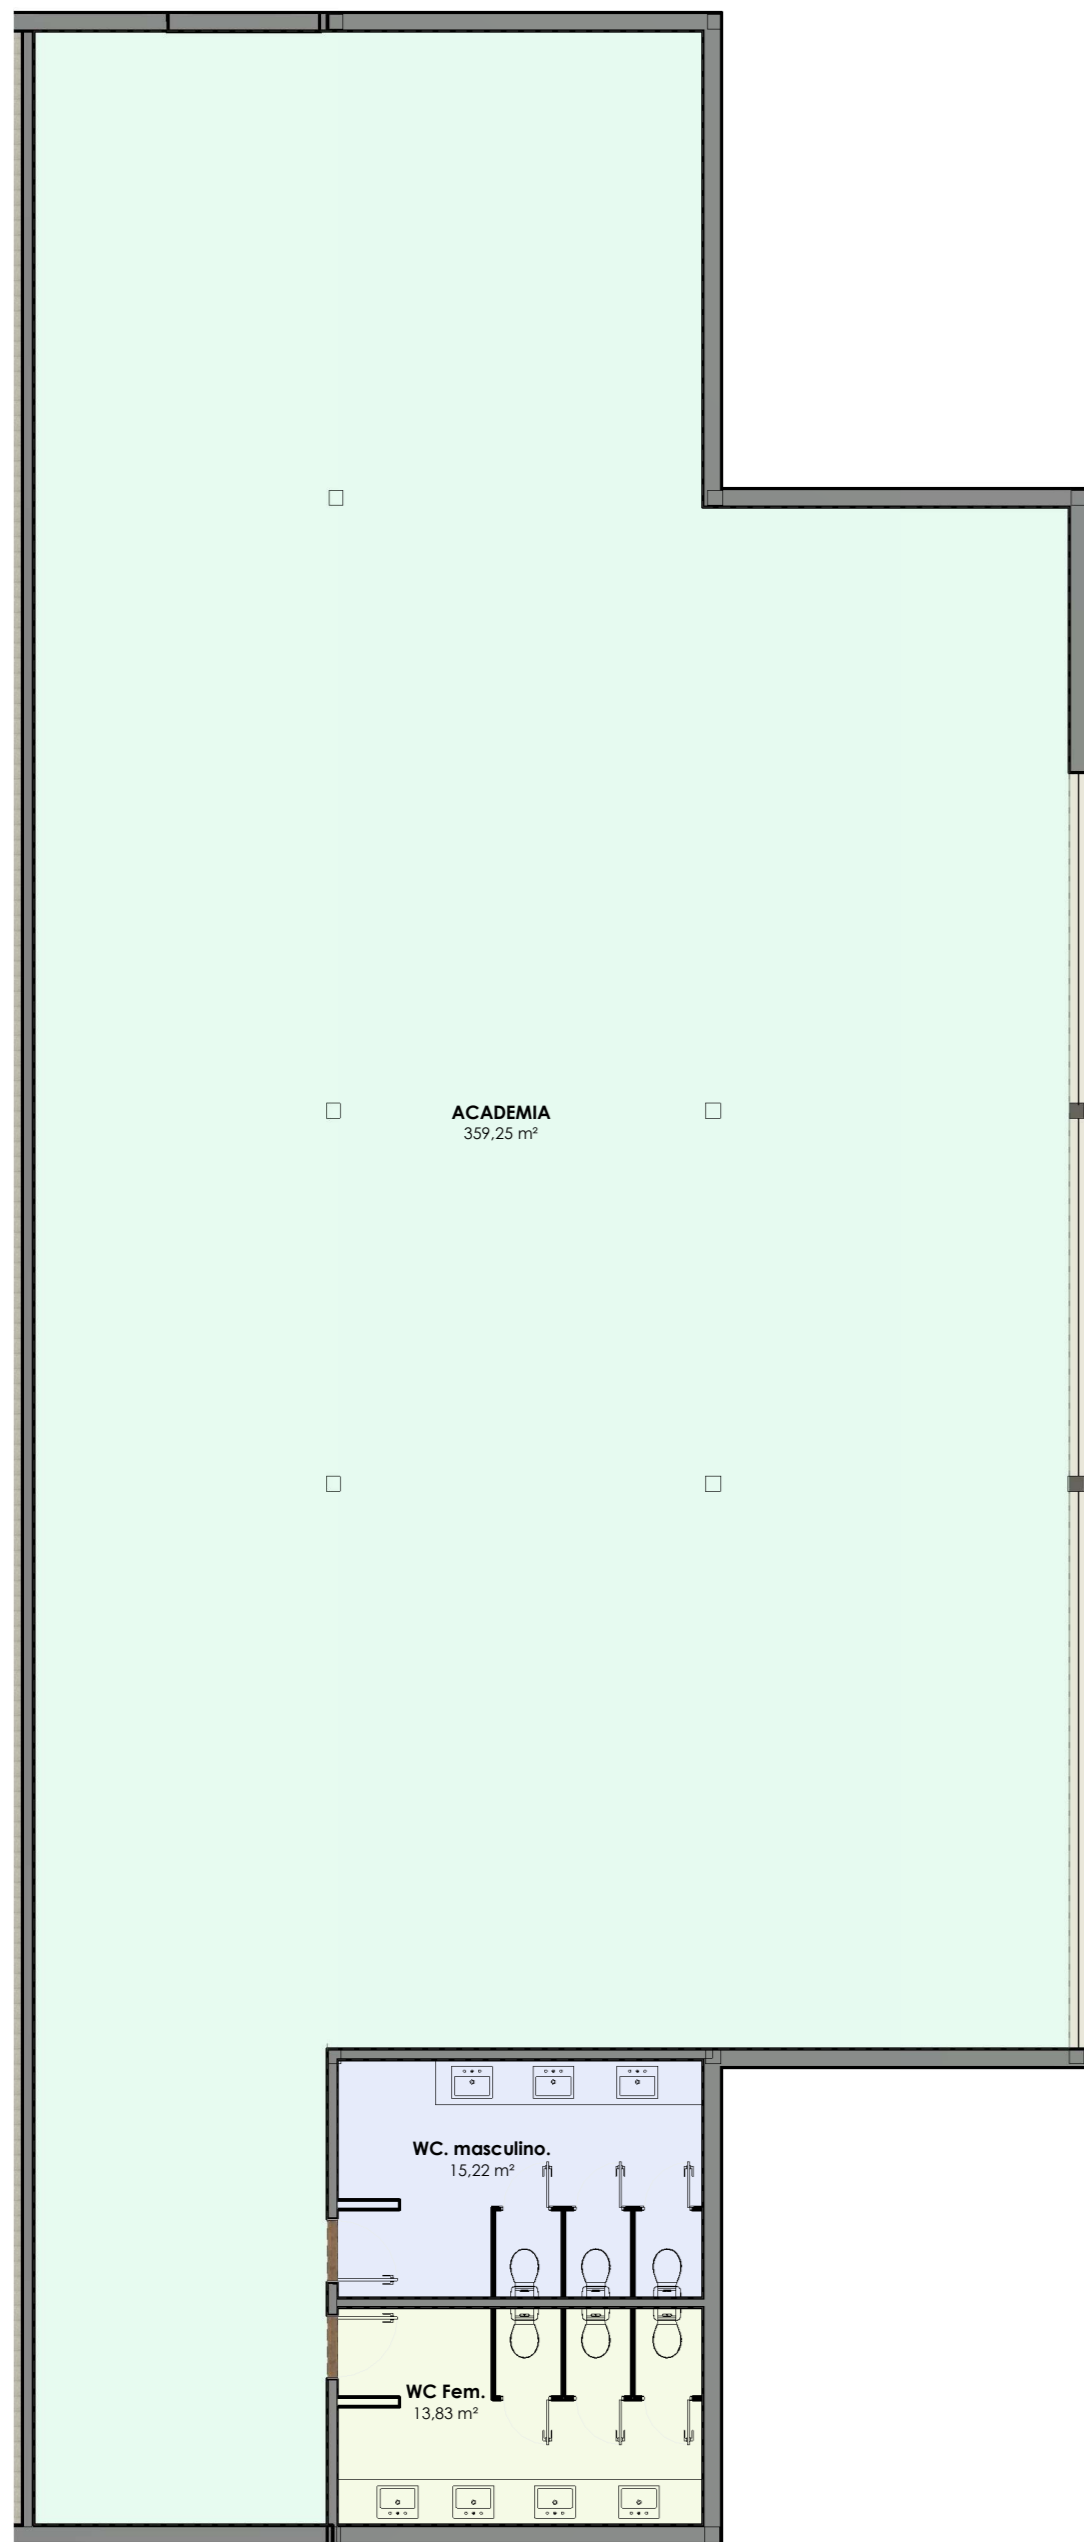 ACADEMIA
359,25 m²
WC. masculino.
15,22 m²
WC Fem.
13,83 m²